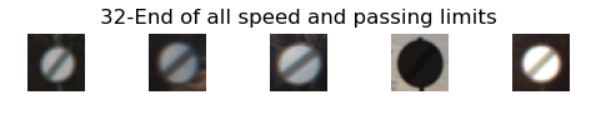 32-End of all speed and passing limits